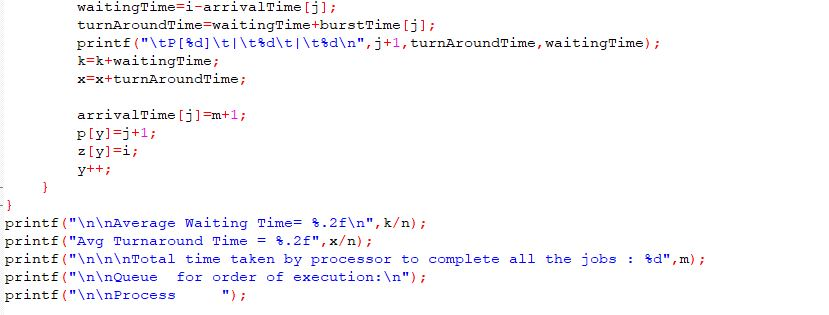 waitingTime=i-arrivalTime[j];
turnAroundTime=waitingTime+burstTime[j];
printf("\tP[%d]\t|\t%d\t|\t%d\n",j+1,turnAroundTime,waitingTime);
k=k+waitingTime;
x=x+turnAroundTime;
arrivalTime[j]=m+1;
p[y]=j+1;
z[y]=i;
y++;
}
}
printf("\n\nAverage Waiting Time= %.2f\n",k/n);
printf("Avg Turnaround Time = %.2f",x/n);
printf("\n\n\nTotal time taken by processor to complete all the jobs : %d",m);
printf("\n\nQueue  for order of execution:\n");
printf("\n\nProcess     ");